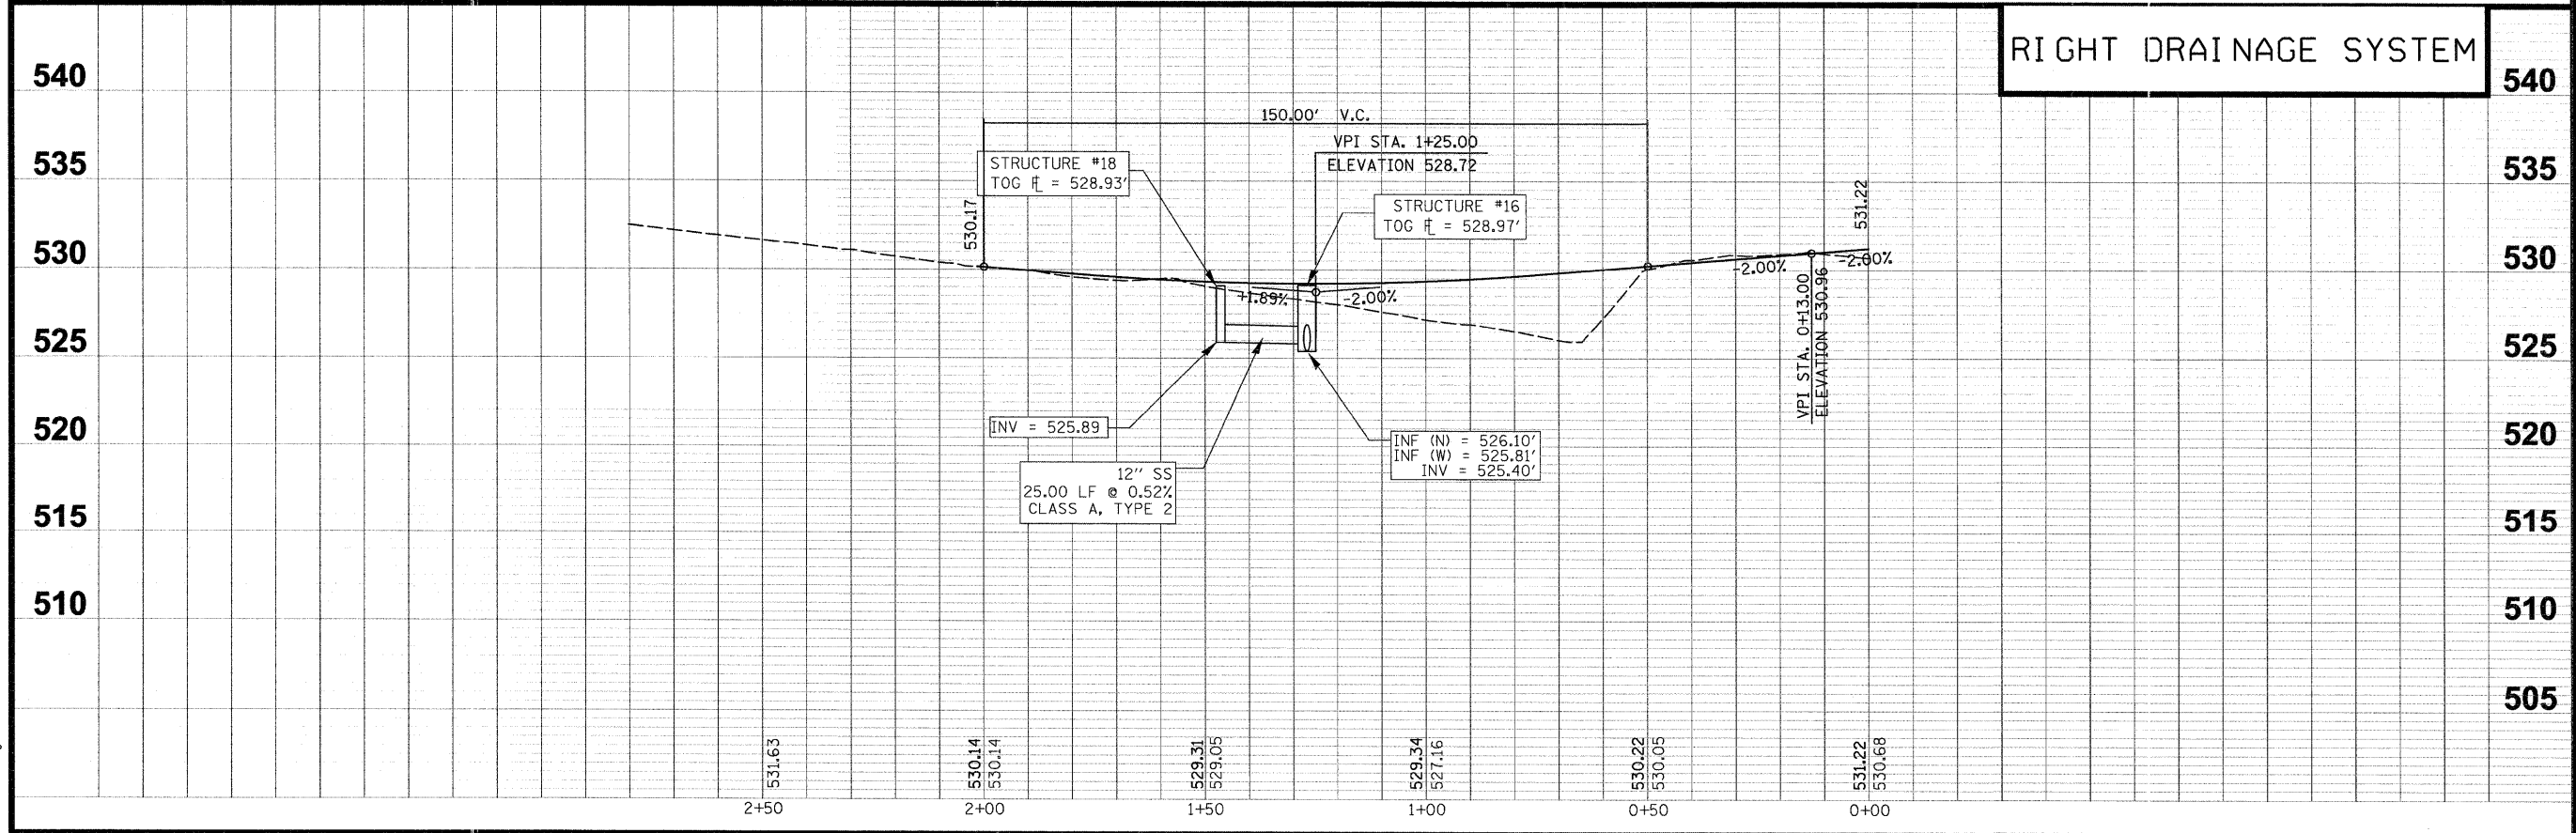 RIGHT DRAINAGE SYSTEM
540
540
150.00' V.C.
VPI STA. 1+25.00
ELEVATION 528.72
535
535
STRUCTURE #18
TOG ⅊ = 528.93'
STRUCTURE #16
TOG ⅊ = 528.97'
530.17
531.22
530
530
+1.89%
-2.00%
-2.00%
-2.00%
VPI STA. 0+13.00
ELEVATION 530.96
525
525
INV = 525.89
INF (N) = 526.10'
INF (W) = 525.81'
INV = 525.40'
520
520
12" SS
25.00 LF @ 0.52%
CLASS A, TYPE 2
515
515
510
510
505
531.63
530.14
530.14
529.31
529.05
529.34
527.16
530.22
530.05
531.22
530.68
2+50
2+00
1+50
1+00
0+50
0+00